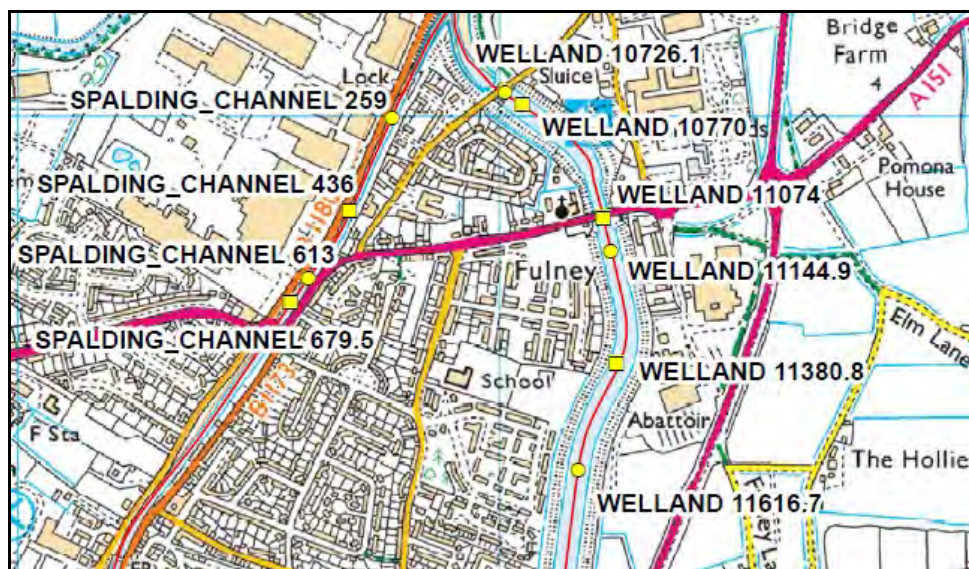 Bridge
Farm
4
A151
WELLAND 10726.1
Sluice
Lock
SPALDING_CHANNEL 259
WELLAND 10770
ds
Pomona
House
SPALDING_CHANNEL 436
WELLAND 11074
SPALDING_CHANNEL 613
Fulney
WELLAND 11144.9
Elm Lane
SPALDING_CHANNEL 679.5
B1173
School
WELLAND 11380.8
Abattoir
F Sta
The Hollie
WELLAND 11616.7